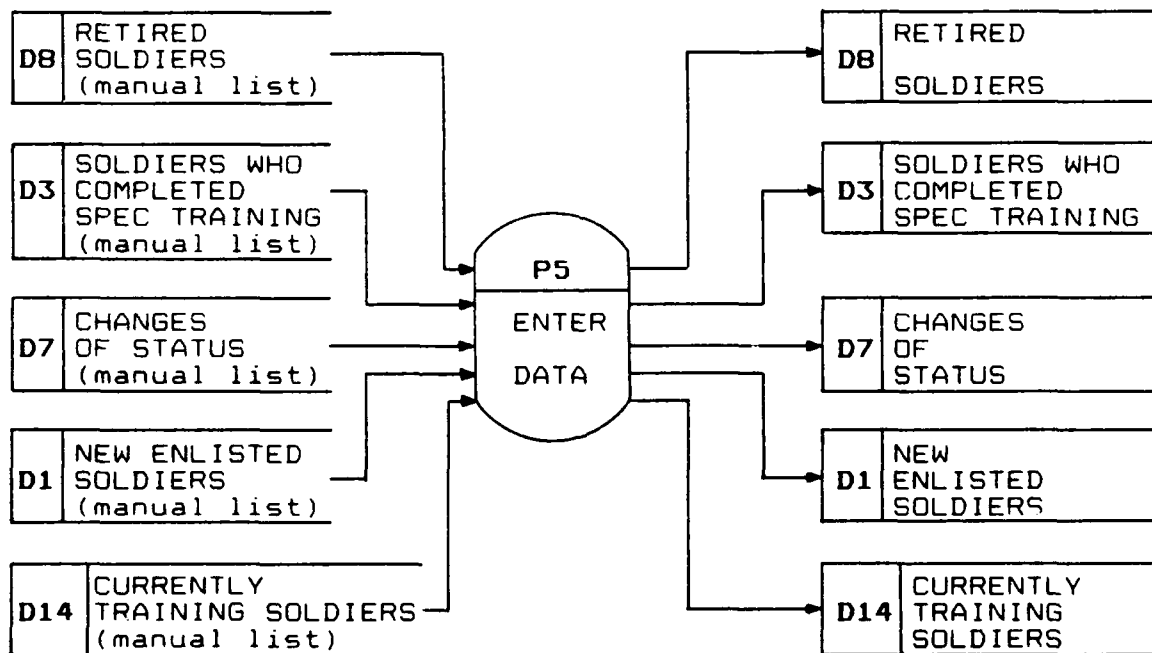 D8
RETIRED
SOLDIERS
(manual list)
D3
SOLDIERS WHO
COMPLETED
SPEC TRAINING
(manual list)
D7
CHANGES
OF STATUS
(manual list)
D1
NEW ENLISTED
SOLDIERS
(manual list)
D14
CURRENTLY
TRAINING SOLDIERS
(manual list)
P5
ENTER
DATA
D8
RETIRED
SOLDIERS
D3
SOLDIERS WHO
COMPLETED
SPEC TRAINING
D7
CHANGES
OF
STATUS
D1
NEW
ENLISTED
SOLDIERS
D14
CURRENTLY
TRAINING
SOLDIERS